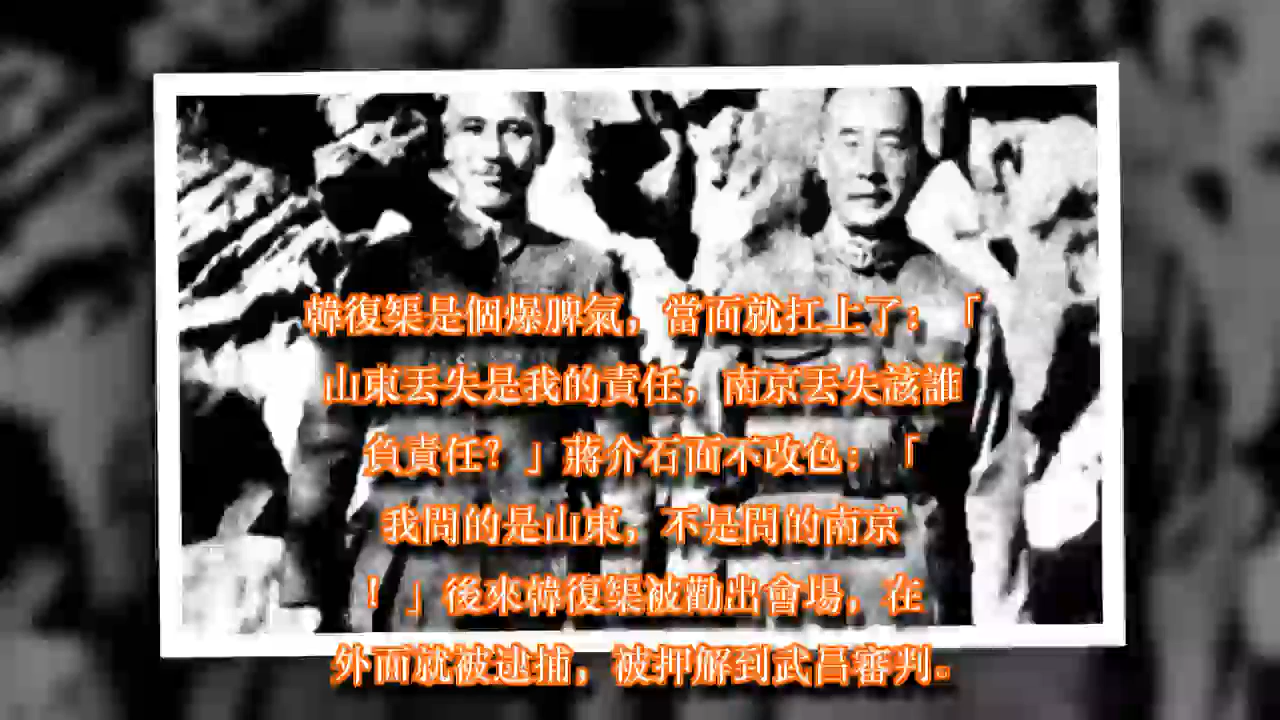 韓復榘是個爆脾氣，當面就扛上了：「
山東丟失是我的責任，南京丟失該誰
負責任？」蔣介石面不改色：「
我問的是山東，不是問的南京
！」後來韓復榘被勸出會場，在
外面就被逮捕，被押解到武昌審判。